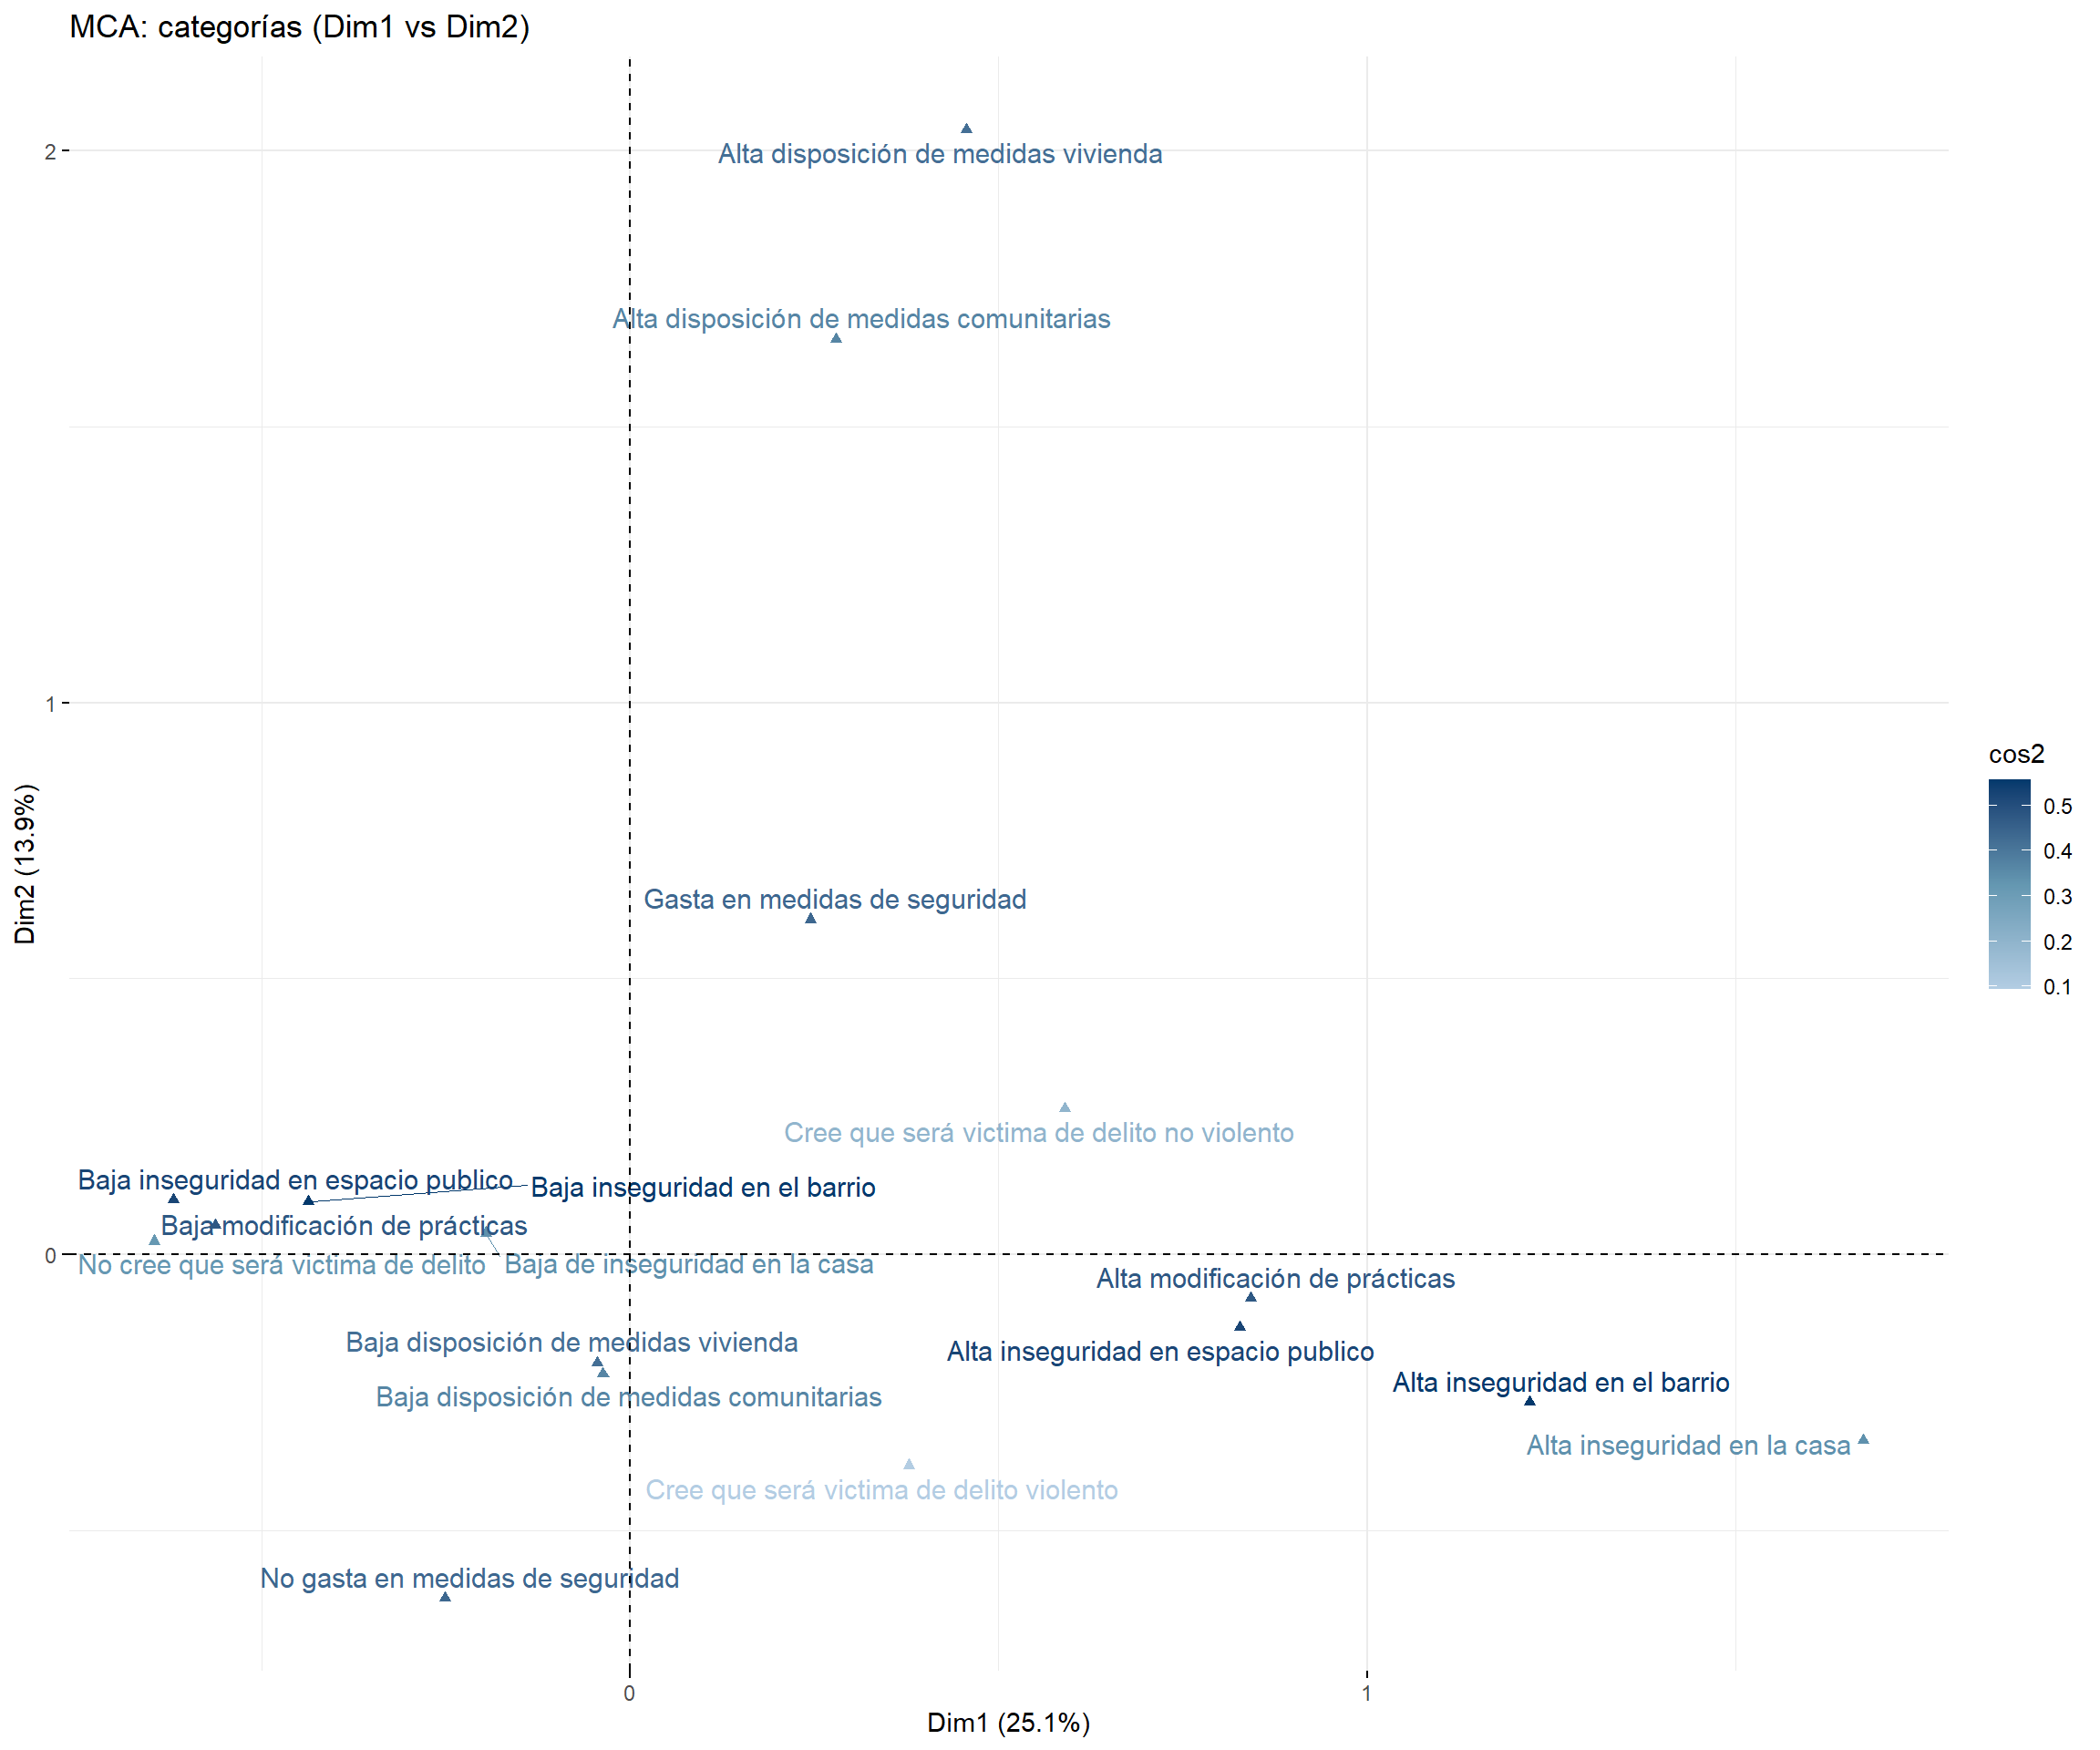 MCA: categorías (Dim1 vs Dim2)
Alta disposición de medidas vivienda
Alta disposición de medidas comunitarias
Gasta en medidas de seguridad
Cree que será victima de delito no violento
Baja inseguridad en espacio publico
Baja inseguridad en el barrio
Baja modificación de prácticas
No cree que será victima de delito
Baja de inseguridad en la casa
Alta modificación de prácticas
Baja disposición de medidas vivienda
Alta inseguridad en espacio publico
Alta inseguridad en el barrio
Baja disposición de medidas comunitarias
Alta inseguridad en la casa
Cree que será victima de delito violento
No gasta en medidas de seguridad
2
1
0
Dim2 (13.9%)
0
1
Dim1 (25.1%)
cos2
0.5
0.4
0.3
0.2
0.1